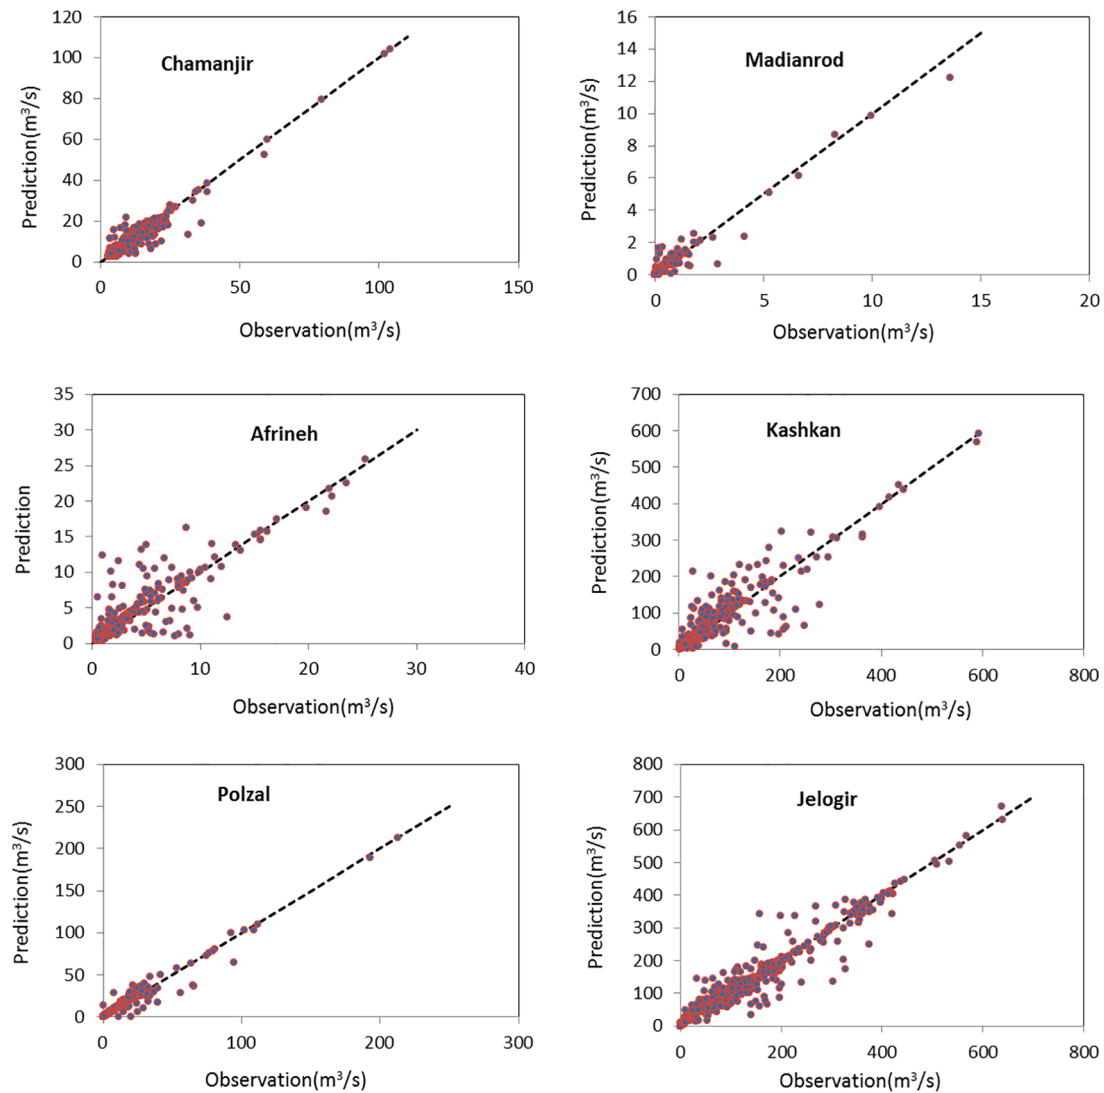 120
100
80
60
40
20
0
Prediction(m³/s)
Chamanjir
0 50 100 150
Observation(m³/s)
16
14
12
10
8
6
4
2
0
Prediction(m³/s)
Madianrod
0 5 10 15 20
Observation(m³/s)
35
30
25
20
15
10
5
0
Prediction
Afrineh
0 10 20 30 40
Observation(m³/s)
700
600
500
400
300
200
100
0
Prediction(m³/s)
Kashkan
0 200 400 600 800
Observation(m³/s)
300
250
200
150
100
50
0
Prediction(m³/s)
Polzal
0 100 200 300
Observation(m³/s)
800
700
600
500
400
300
200
100
0
Prediction(m³/s)
Jelogir
0 200 400 600 800
Observation(m³/s)